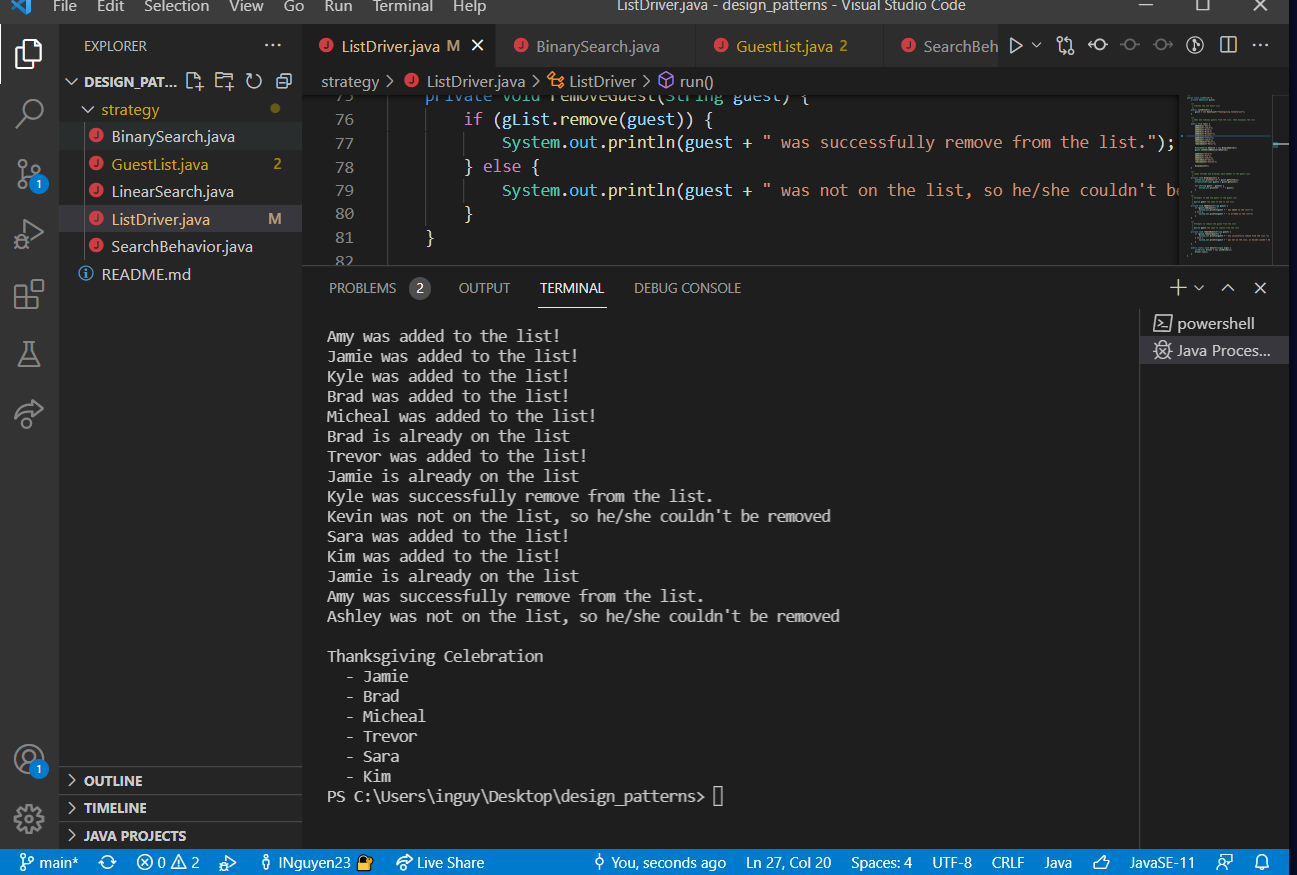 File Edit Selection View Go Run Terminal Help ListDriver.java - design_patterns - Visual Studio Code
EXPLORER
ListDriver.java M
BinarySearch.java
GuestList.java 2
SearchBeh
DESIGN_PAT...
strategy
BinarySearch.java
GuestList.java 2
LinearSearch.java
ListDriver.java M
SearchBehavior.java
README.md
strategy > ListDriver.java > ListDriver > run()
75 private void removeGuest(String guest) {
76 if (gList.remove(guest)) {
77 System.out.println(guest + " was successfully remove from the list.");
78 } else {
79 System.out.println(guest + " was not on the list, so he/she couldn't be
80 }
81 }
82
PROBLEMS 2 OUTPUT TERMINAL DEBUG CONSOLE
powershell
Java Proces...
Amy was added to the list!
Jamie was added to the list!
Kyle was added to the list!
Brad was added to the list!
Micheal was added to the list!
Brad is already on the list
Trevor was added to the list!
Jamie is already on the list
Kyle was successfully remove from the list.
Kevin was not on the list, so he/she couldn't be removed
Sara was added to the list!
Kim was added to the list!
Jamie is already on the list
Amy was successfully remove from the list.
Ashley was not on the list, so he/she couldn't be removed
Thanksgiving Celebration
- Jamie
- Brad
- Micheal
- Trevor
- Sara
- Kim
PS C:\Users\inguy\Desktop\design_patterns>
1
1
OUTLINE
TIMELINE
JAVA PROJECTS
main* 0 2 INguyen23 Live Share You, seconds ago Ln 27, Col 20 Spaces: 4 UTF-8 CRLF Java JavaSE-11